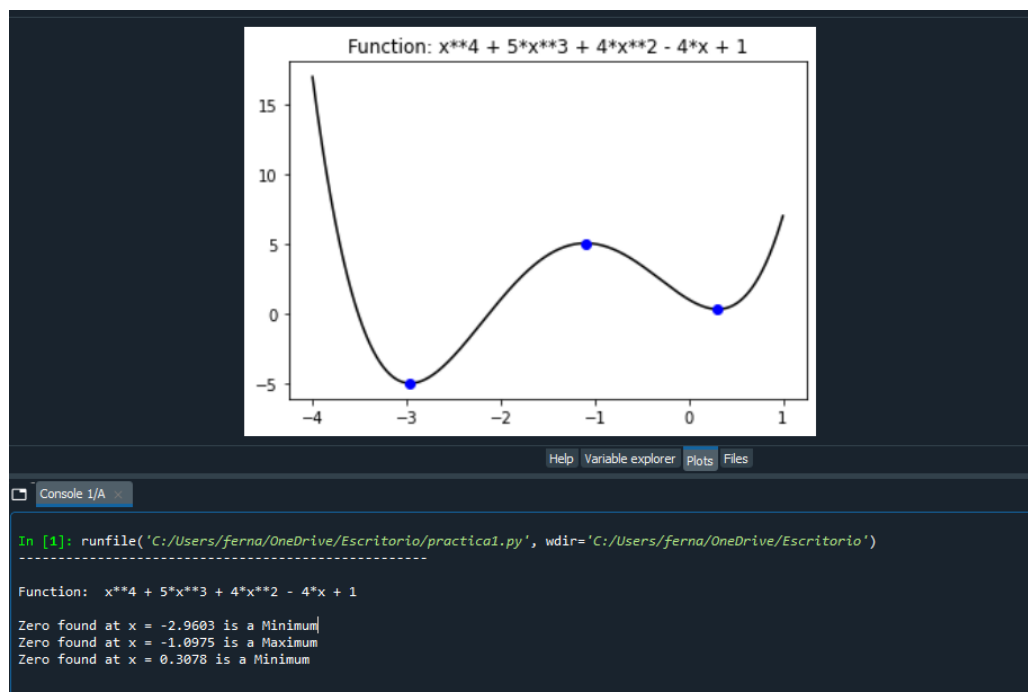 Function: x**4 + 5*x**3 + 4*x**2 - 4*x + 1
15
10
5
0
−5
−4 −3 −2 −1 0 1
Help Variable explorer Plots Files
Console 1/A ×
In [1]: runfile('C:/Users/ferna/OneDrive/Escritorio/practica1.py', wdir='C:/Users/ferna/OneDrive/Escritorio')
----------------------------------------------------
Function:  x**4 + 5*x**3 + 4*x**2 - 4*x + 1
Zero found at x = -2.9603 is a Minimum
Zero found at x = -1.0975 is a Maximum
Zero found at x = 0.3078 is a Minimum